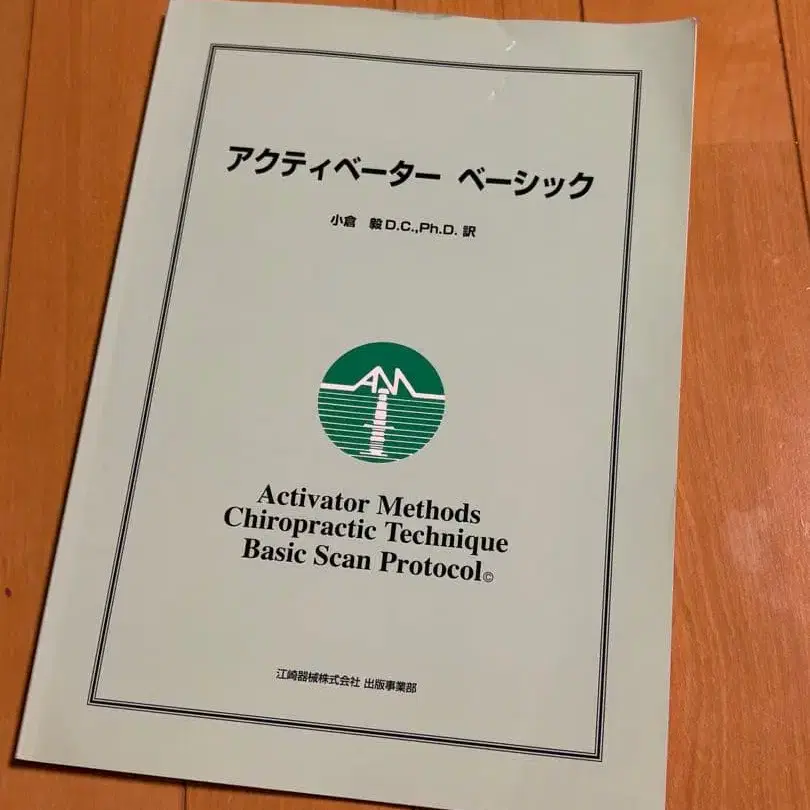 アクティベーター ベーシック
小倉 毅 D.C.,Ph.D. 訳
AM
Activator Methods
Chiropractic Technique
Basic Scan Protocol©
江崎器械株式会社 出版事業部